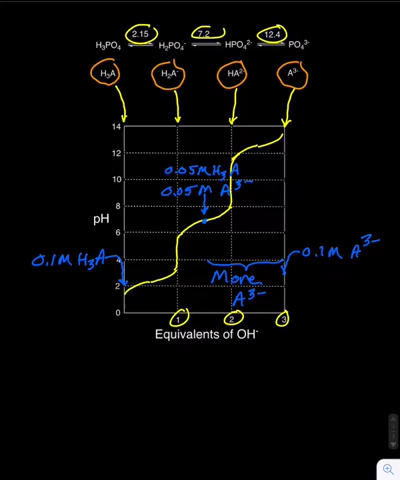 2.15 7.2 12.4
H₃PO₄ H₂PO₄⁻ HPO₄²⁻ PO₄³⁻
H₃A H₂A⁻ HA²⁻ A³⁻
14
12
10
8
6
4
2
0
pH
0.05M H₃A
0.05M A³⁻
0.1M H₃A
0.1M A³⁻
More
A³⁻
1 2 3
Equivalents of OH⁻